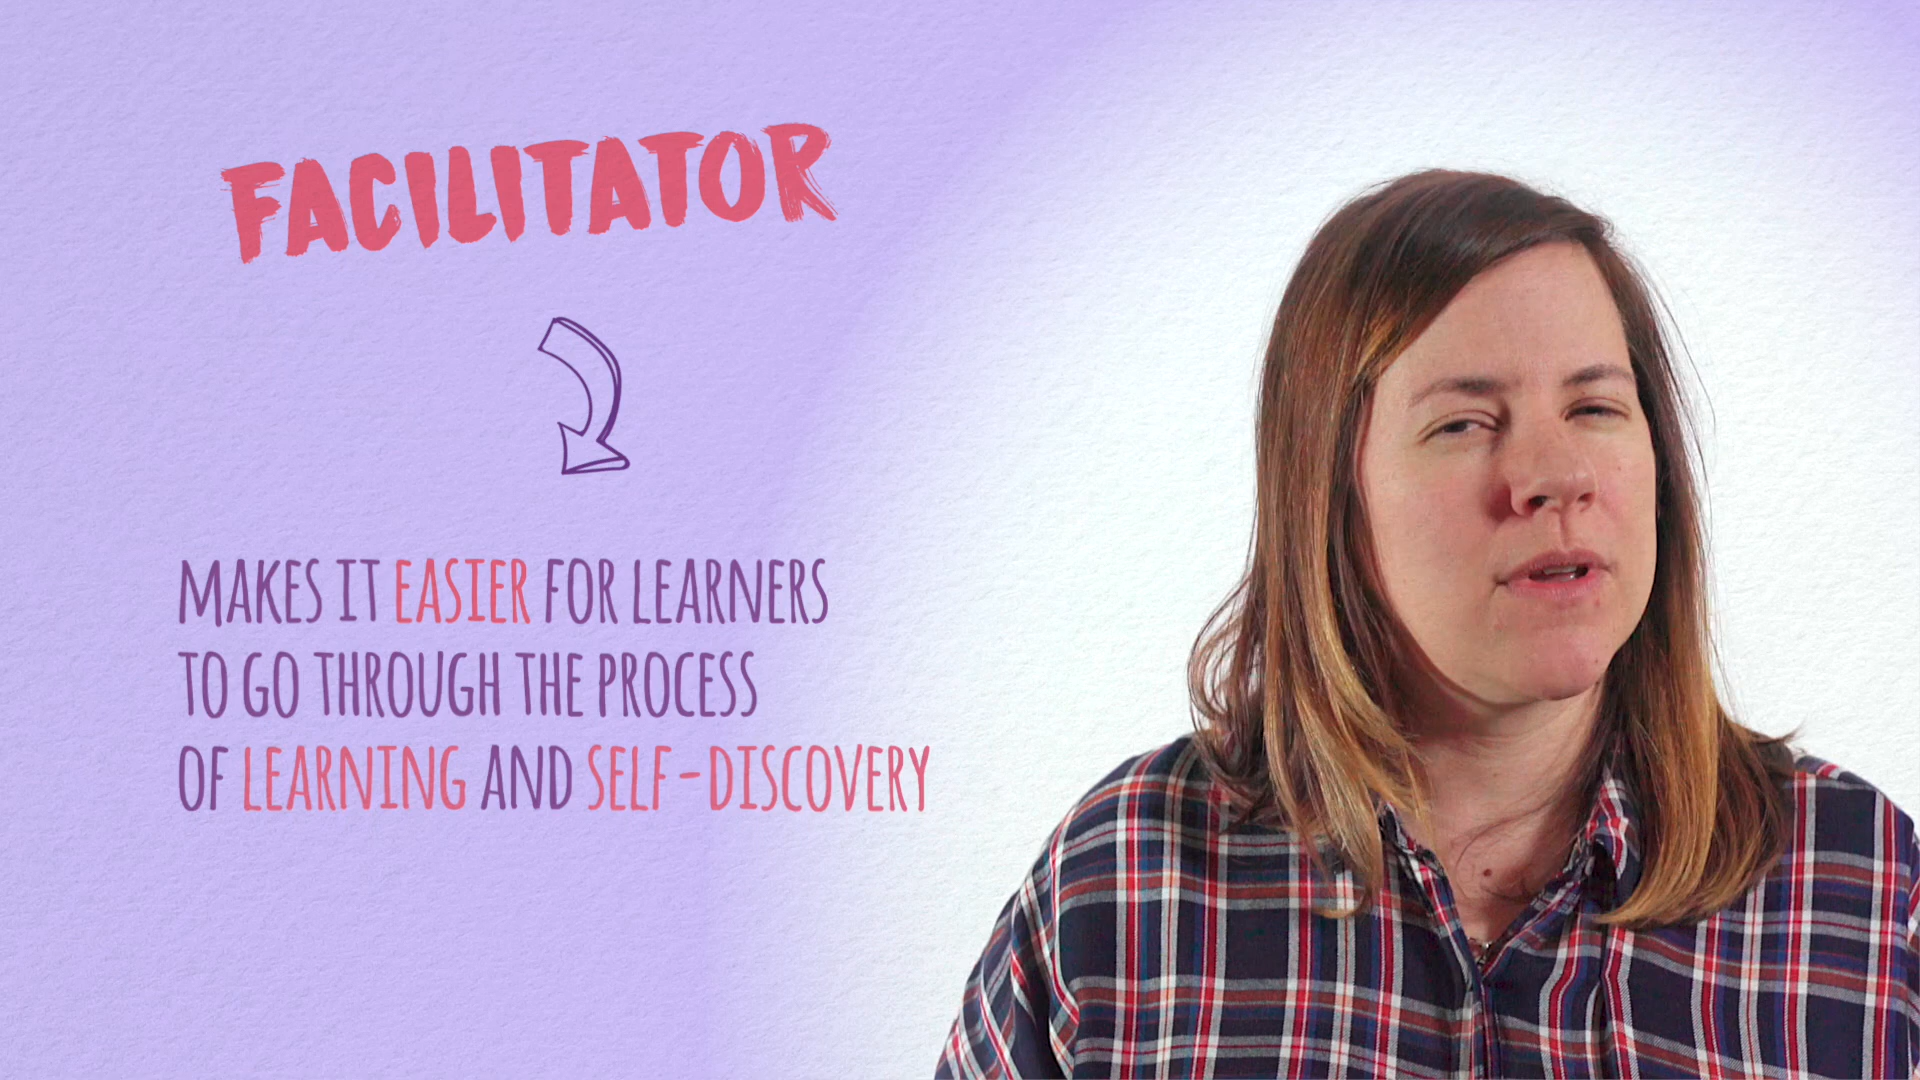 FACILITATOR
MAKES IT EASIER FOR LEARNERS
TO GO THROUGH THE PROCESS
OF LEARNING AND SELF-DISCOVERY